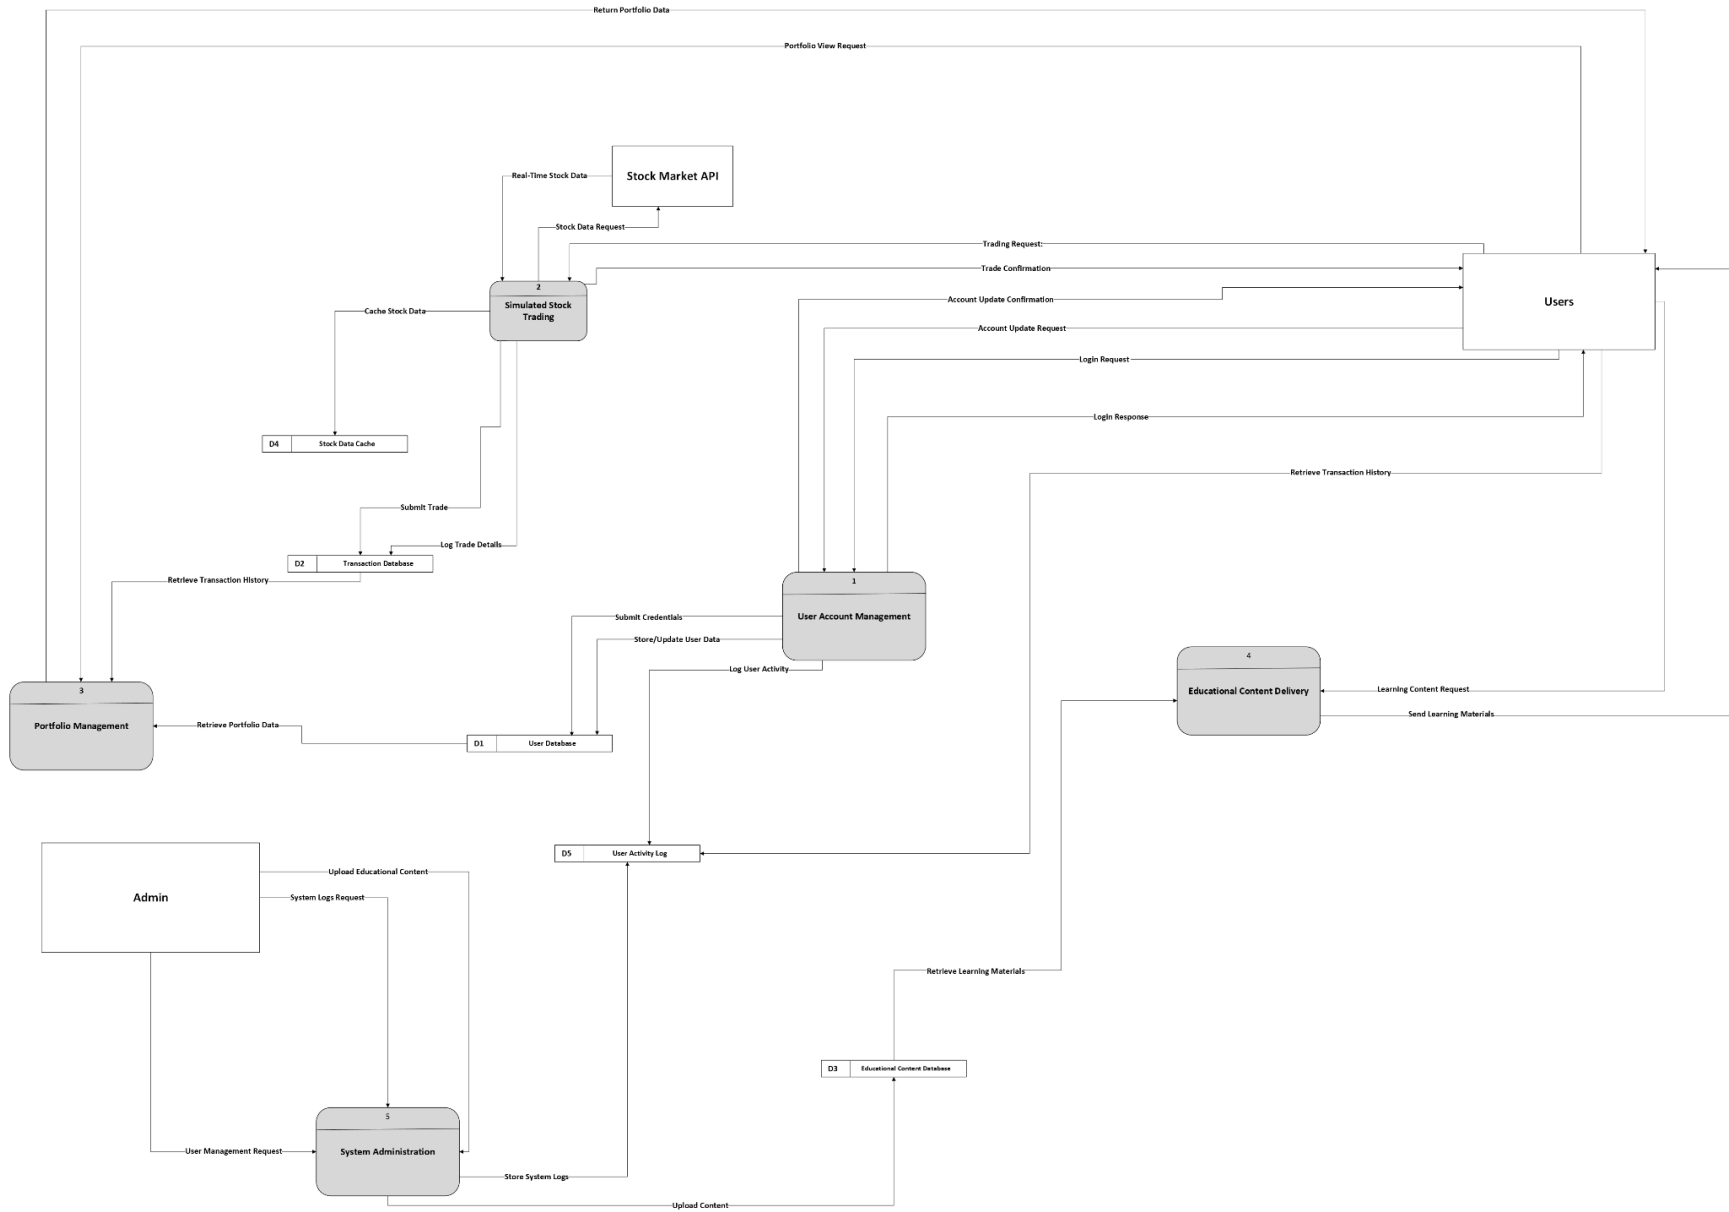 Return Portfolio Data
Portfolio View Request
Stock Market API
Real-Time Stock Data
Stock Data Request
Trading Request:
Trade Confirmation
2
Simulated Stock
Trading
Account Update Confirmation
Users
Cache Stock Data
Account Update Request
Login Request
Login Response
D4
Stock Data Cache
Retrieve Transaction History
Submit Trade
Log Trade Details
D2
Transaction Database
Retrieve Transaction History
1
User Account Management
Submit Credentials
Store/Update User Data
Log User Activity
4
Educational Content Delivery
Learning Content Request
Send Learning Materials
3
Portfolio Management
Retrieve Portfolio Data
D1
User Database
D5
User Activity Log
Admin
Upload Educational Content
System Logs Request
Retrieve Learning Materials
D3
Educational Content Database
5
System Administration
User Management Request
Store System Logs
Upload Content